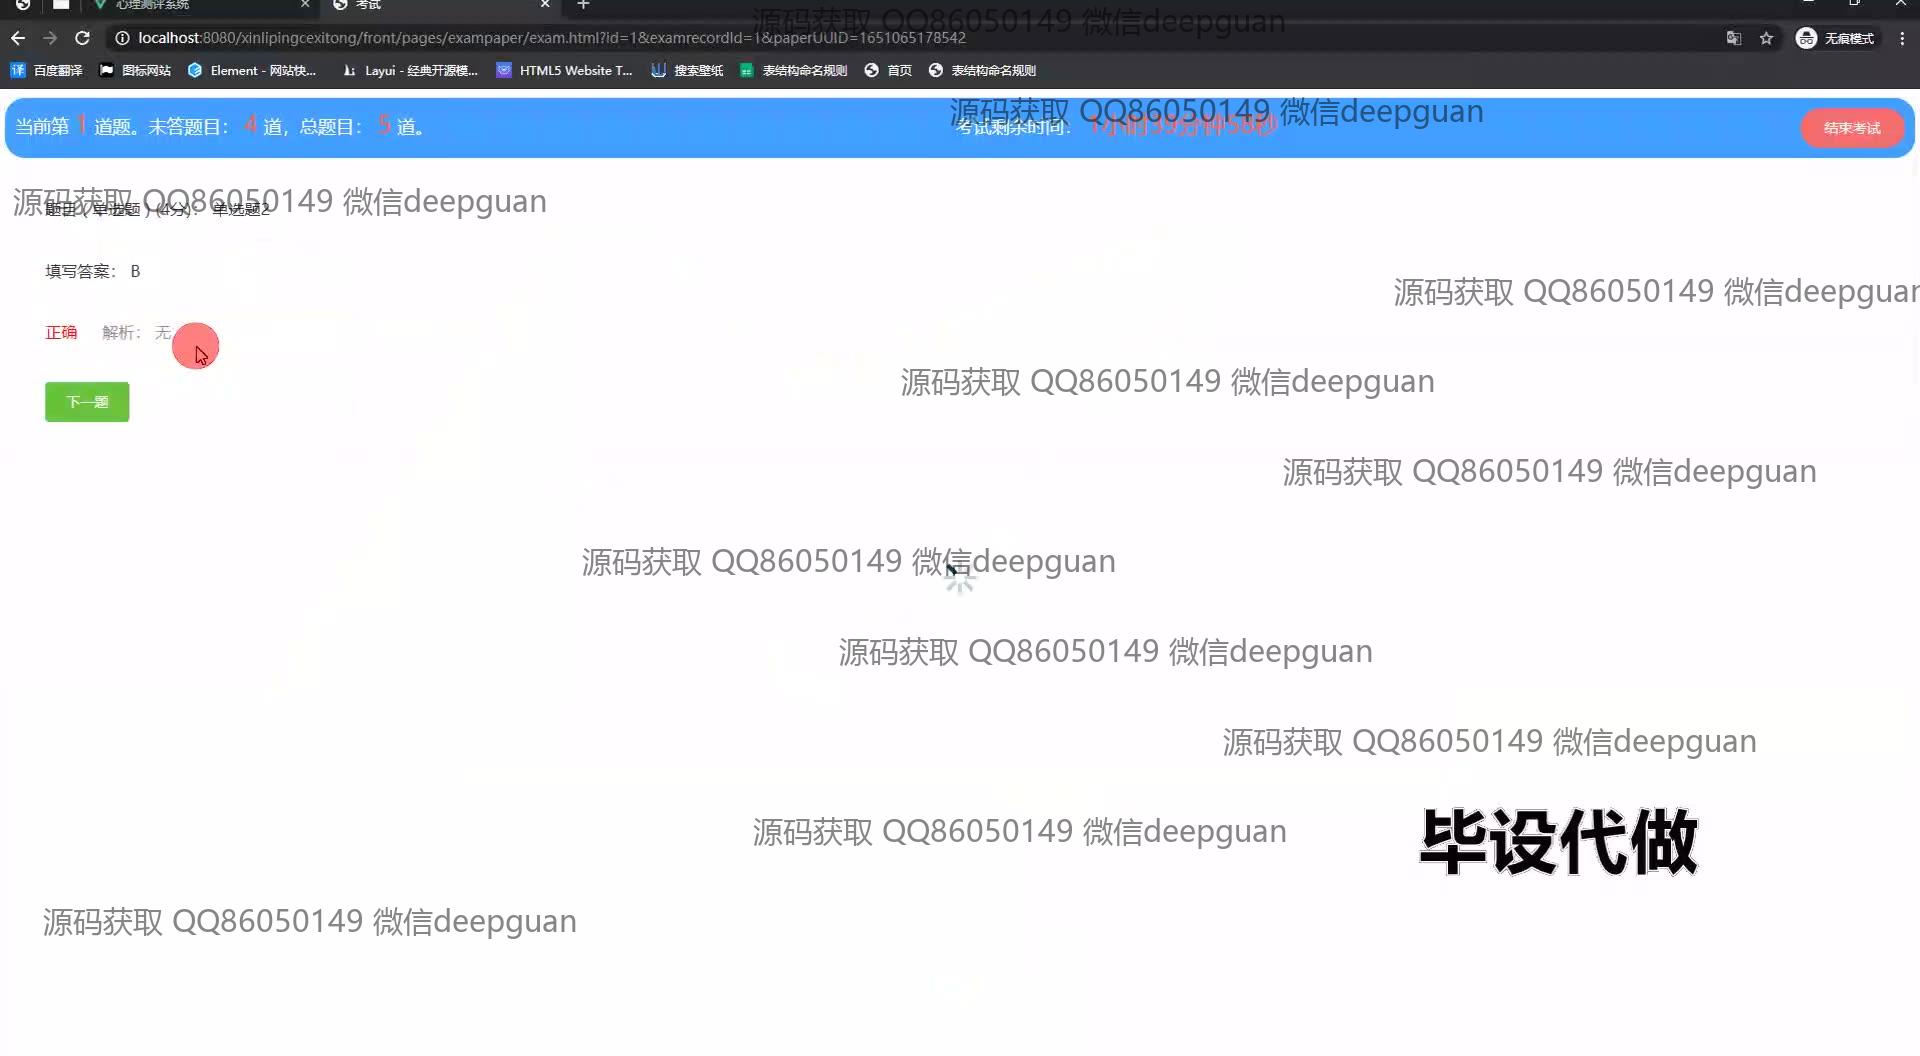 心理测评系统
考试
源码获取 QQ86050149 微信deepguan
localhost:8080/xinlipingcexitong/front/pages/exampaper/exam.html?id=1&examrecordId=1&paperUUID=1651065178542
无痕模式
百度翻译
图标网站
Element - 网站快...
Layui - 经典开源模...
HTML5 Website T...
搜索壁纸
表结构命名规则
首页
表结构命名规则
源码获取 QQ86050149 微信deepguan
当前第 1 道题。未答题目: 4 道，总题目: 5 道。
考试剩余时间: 1小时39分钟58秒
结束考试
源码获取 QQ86050149 微信deepguan
题目 ( 单选题 ) (4分): 单选题2
填写答案: B
源码获取 QQ86050149 微信deepguan
正确 解析: 无
源码获取 QQ86050149 微信deepguan
下一题
源码获取 QQ86050149 微信deepguan
源码获取 QQ86050149 微信deepguan
源码获取 QQ86050149 微信deepguan
源码获取 QQ86050149 微信deepguan
源码获取 QQ86050149 微信deepguan
毕设代做
源码获取 QQ86050149 微信deepguan